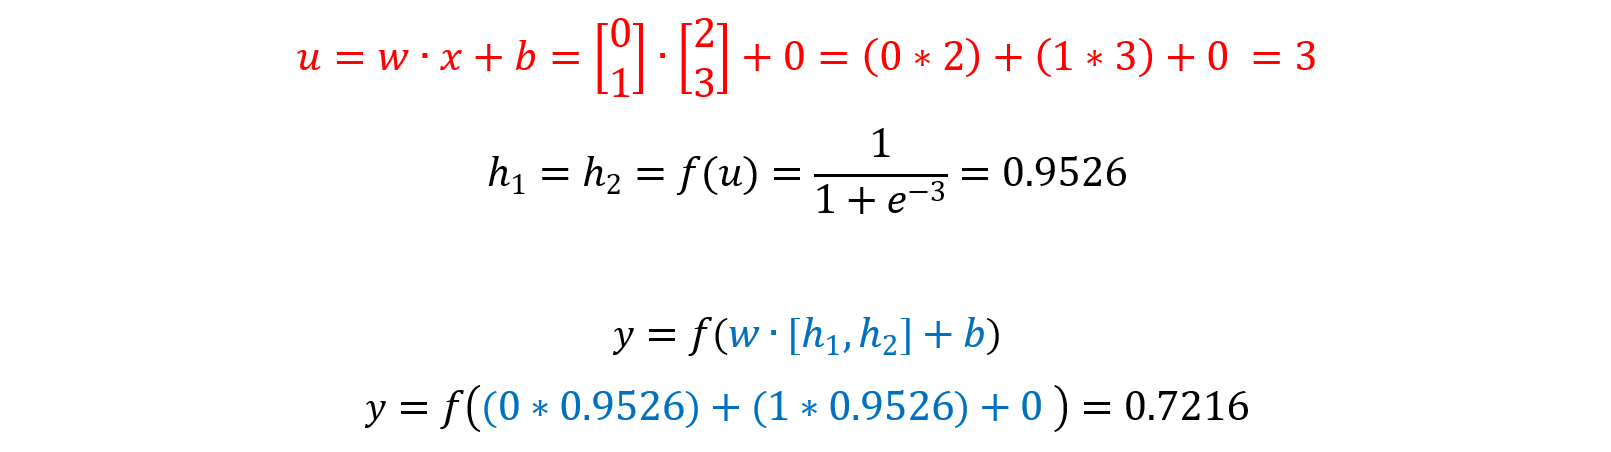 u = w · x + b = [0 1] · [2 3] + 0 = (0 * 2) + (1 * 3) + 0 = 3
h₁ = h₂ = f(u) = 1 / (1 + e⁻³) = 0.9526
y = f(w · [h₁, h₂] + b)
y = f((0 * 0.9526) + (1 * 0.9526) + 0) = 0.7216